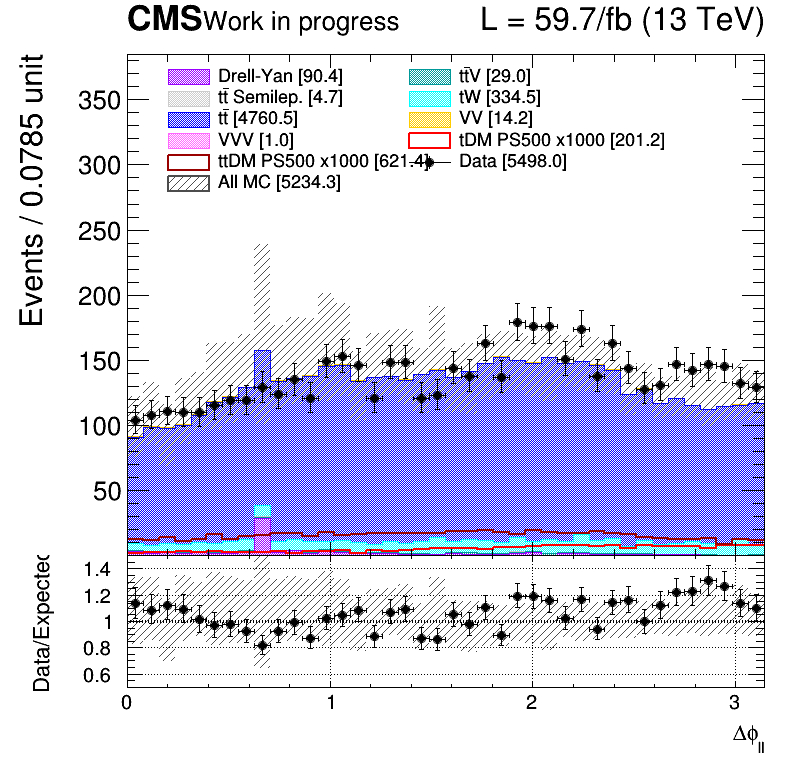 CMS Work in progress L = 59.7/fb (13 TeV)
Drell-Yan [90.4] tt̄V [29.0]
tt̄ Semilep. [4.7] tW [334.5]
tt̄ [4760.5] VV [14.2]
VVV [1.0] tDM PS500 x1000 [201.2]
ttDM PS500 x1000 [621.4] Data [5498.0]
All MC [5234.3]
Events / 0.0785 unit
350
300
250
200
150
100
50
Data/Expected
1.4
1.2
1
0.8
0.6
0 1 2 3
Δϕll